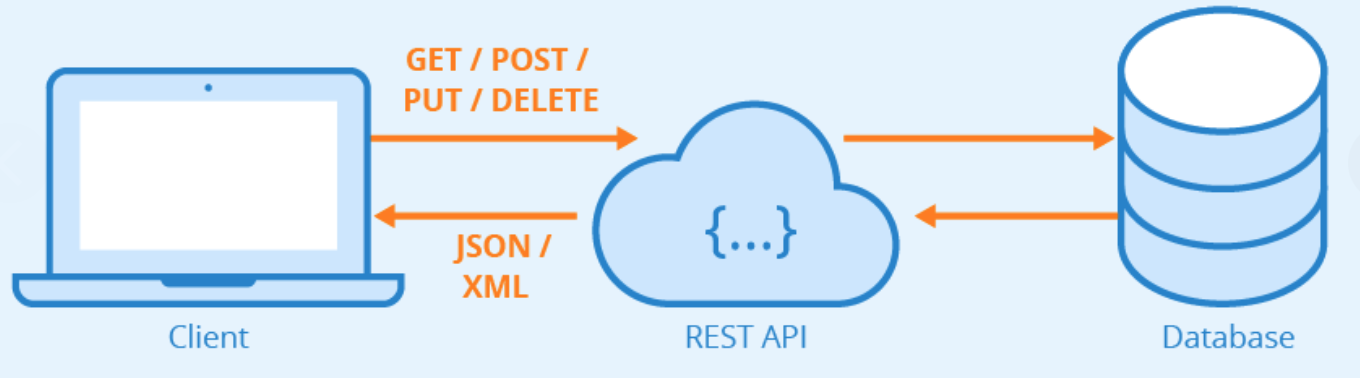 GET / POST /
PUT / DELETE
{...}
JSON /
XML
Client
REST API
Database